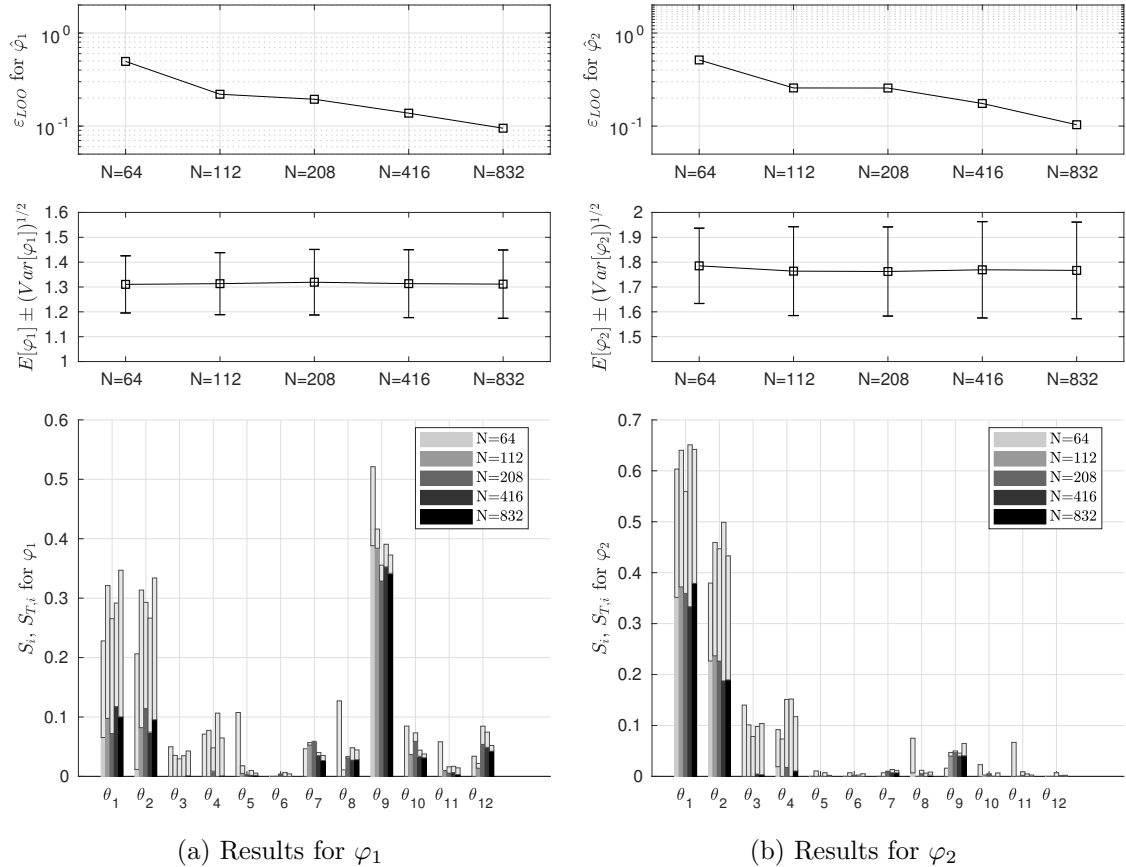 10^0
10^{-1}
ε_{LOO} for φ̂_1
N=64 N=112 N=208 N=416 N=832
1.6
1.5
1.4
1.3
1.2
1.1
1
E[φ_1] ± (Var[φ_1])^{1/2}
N=64 N=112 N=208 N=416 N=832
0.6
0.5
0.4
0.3
0.2
0.1
0
S_i, S_{T,i} for φ_1
N=64
N=112
N=208
N=416
N=832
θ_1 θ_2 θ_3 θ_4 θ_5 θ_6 θ_7 θ_8 θ_9 θ_10 θ_11 θ_12
(a) Results for φ_1
10^0
10^{-1}
ε_{LOO} for φ̂_2
N=64 N=112 N=208 N=416 N=832
2
1.9
1.8
1.7
1.6
1.5
E[φ_2] ± (Var[φ_2])^{1/2}
N=64 N=112 N=208 N=416 N=832
0.7
0.6
0.5
0.4
0.3
0.2
0.1
0
S_i, S_{T,i} for φ_2
N=64
N=112
N=208
N=416
N=832
θ_1 θ_2 θ_3 θ_4 θ_5 θ_6 θ_7 θ_8 θ_9 θ_10 θ_11 θ_12
(b) Results for φ_2